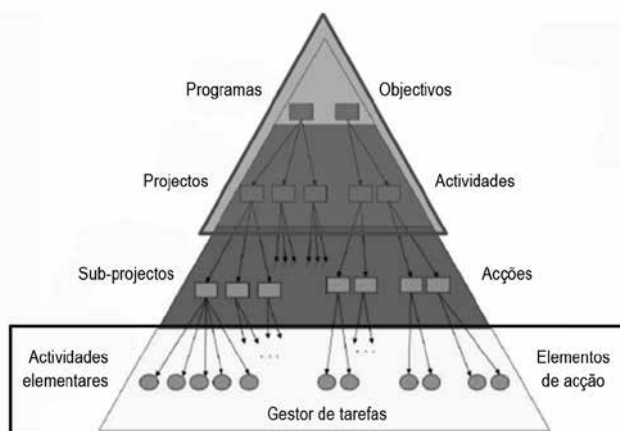 Programas Objectivos
Projectos Actividades
Sub-projectos Acções
Actividades Elementos
elementares de acção
Gestor de tarefas